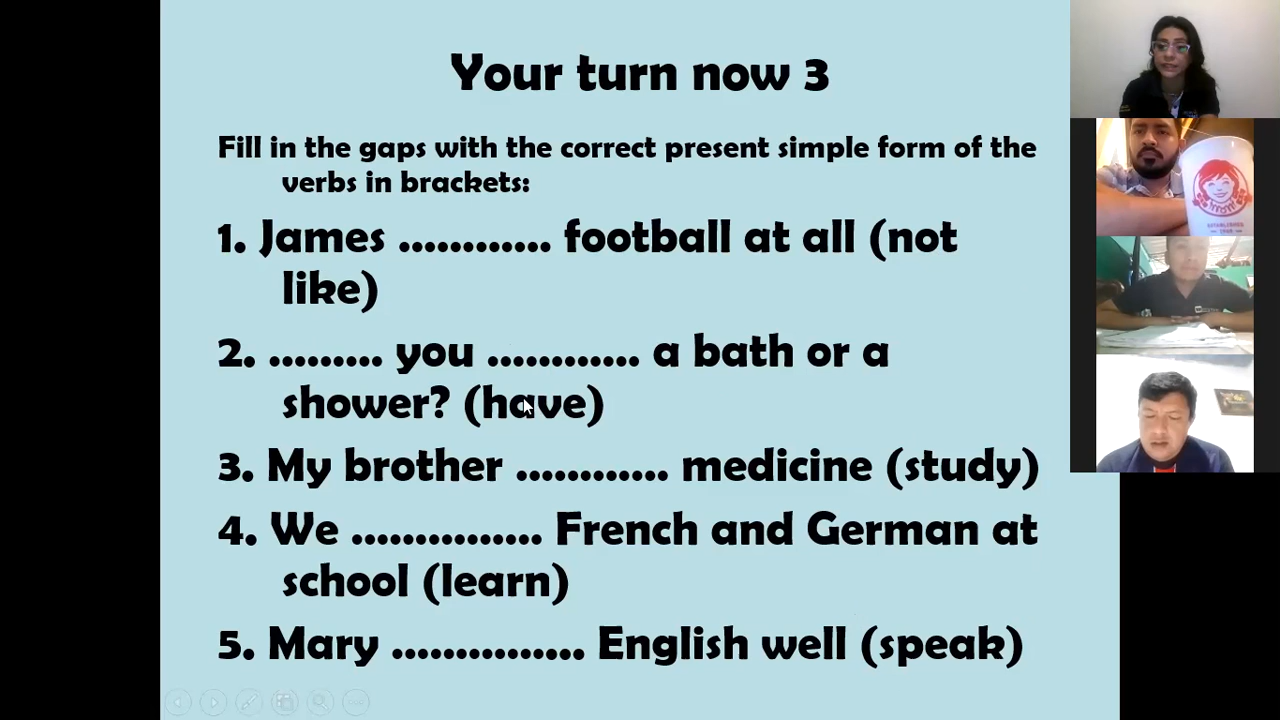 Your turn now 3
Fill in the gaps with the correct present simple form of the
verbs in brackets:
1. James ............ football at all (not
like)
2. ......... you ............ a bath or a
shower? (have)
3. My brother ............ medicine (study)
4. We ............... French and German at
school (learn)
5. Mary ............... English well (speak)
ESTABLISHED